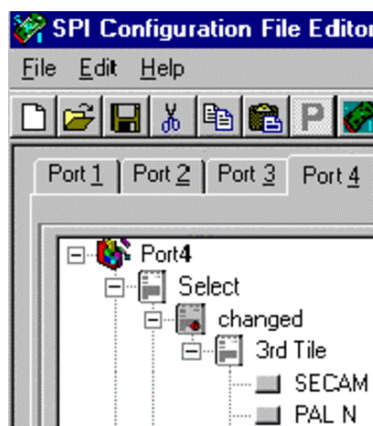 SPI Configuration File Editor
File Edit Help
P
Port 1 Port 2 Port 3 Port 4
Port4
Select
changed
3rd Tile
SECAM
PAL N